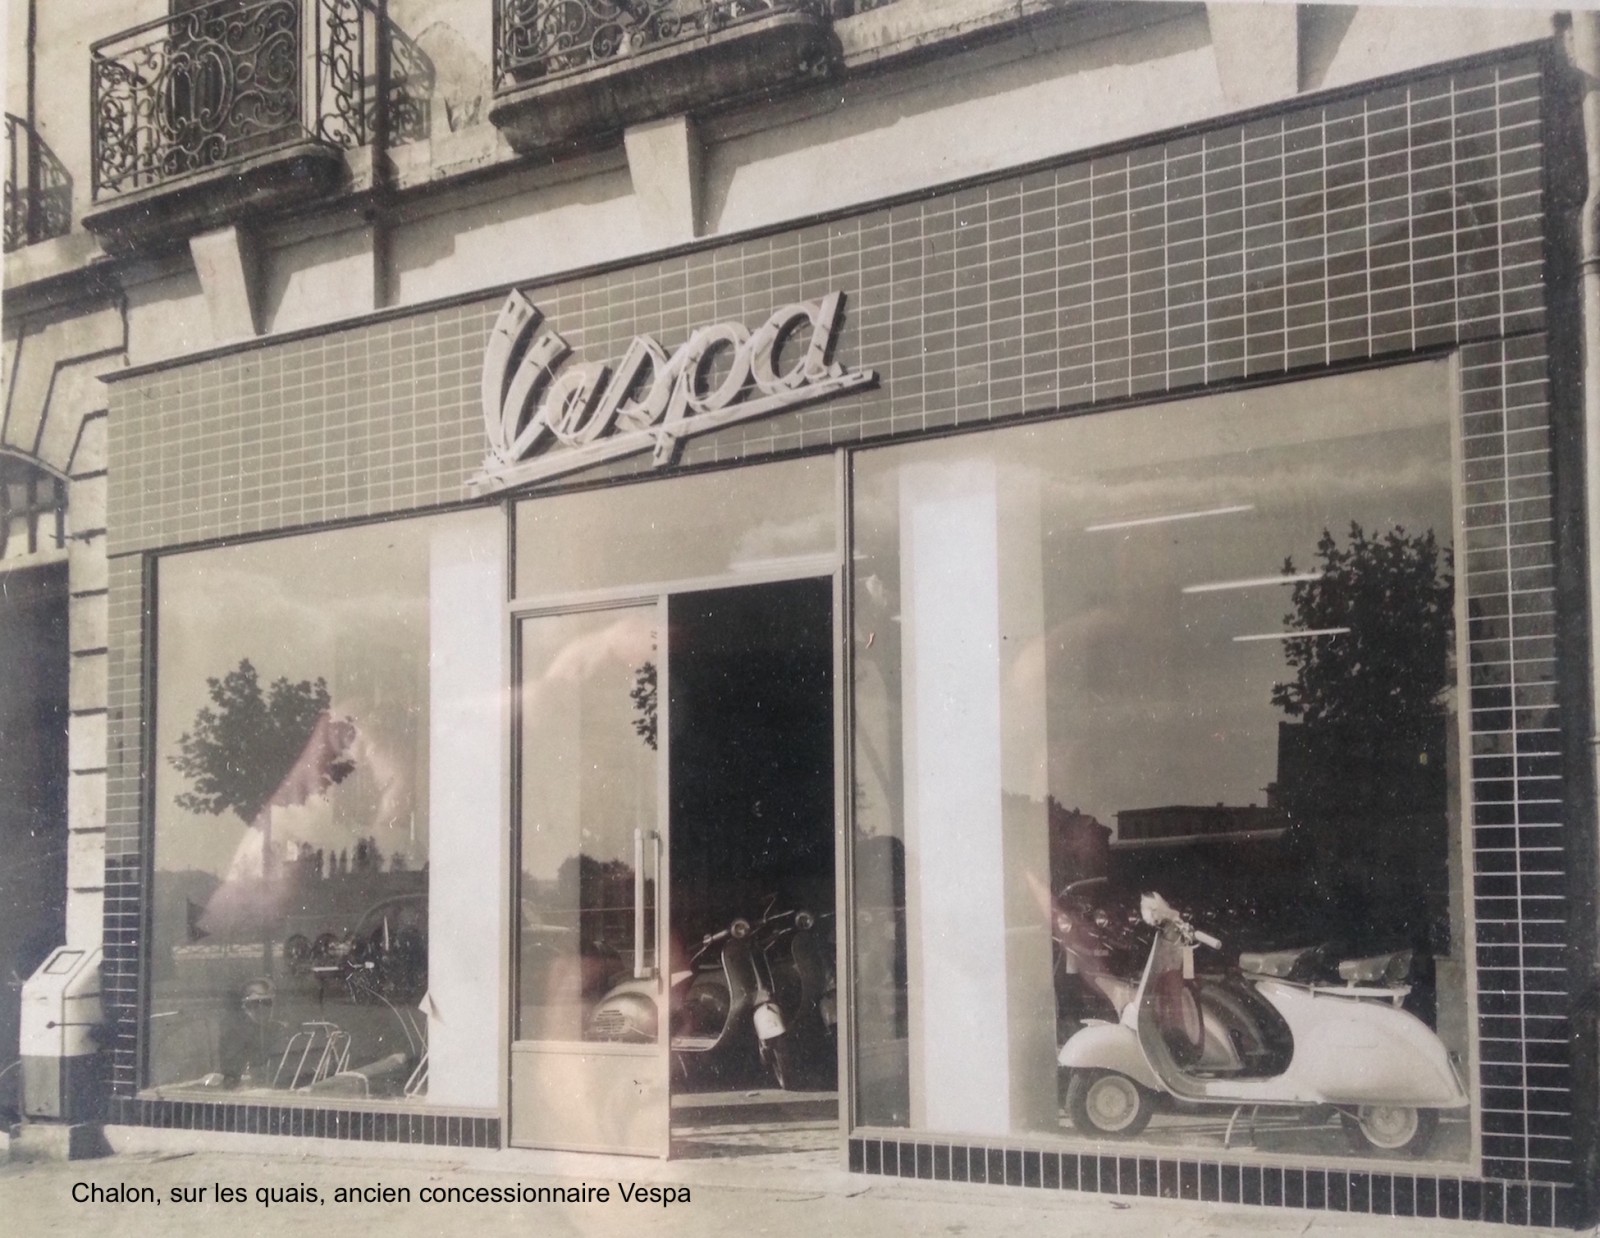 Vespa
Chalon, sur les quais, ancien concessionnaire Vespa